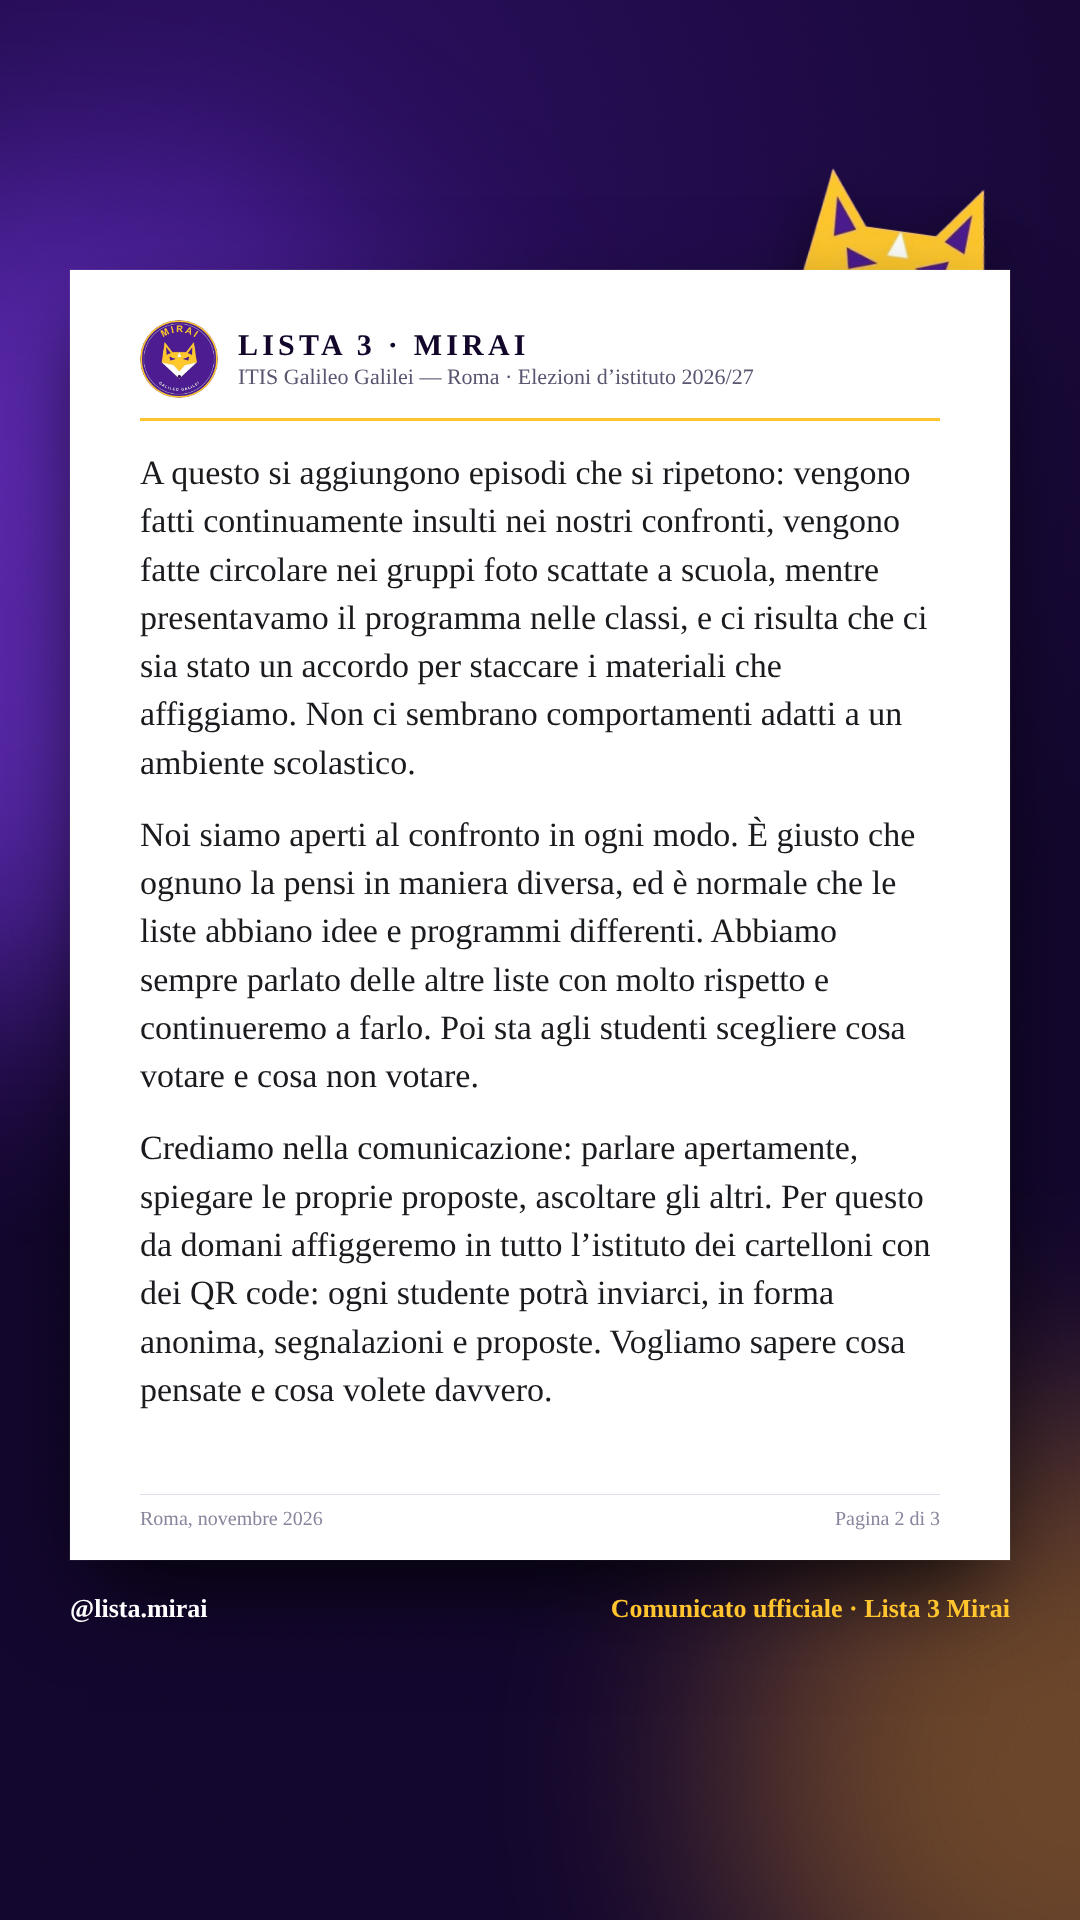 MIRAI
GALILEO GALILEI
LISTA 3 · MIRAI
ITIS Galileo Galilei — Roma · Elezioni d’istituto 2026/27
A questo si aggiungono episodi che si ripetono: vengono
fatti continuamente insulti nei nostri confronti, vengono
fatte circolare nei gruppi foto scattate a scuola, mentre
presentavamo il programma nelle classi, e ci risulta che ci
sia stato un accordo per staccare i materiali che
affiggiamo. Non ci sembrano comportamenti adatti a un
ambiente scolastico.
Noi siamo aperti al confronto in ogni modo. È giusto che
ognuno la pensi in maniera diversa, ed è normale che le
liste abbiano idee e programmi differenti. Abbiamo
sempre parlato delle altre liste con molto rispetto e
continueremo a farlo. Poi sta agli studenti scegliere cosa
votare e cosa non votare.
Crediamo nella comunicazione: parlare apertamente,
spiegare le proprie proposte, ascoltare gli altri. Per questo
da domani affiggeremo in tutto l’istituto dei cartelloni con
dei QR code: ogni studente potrà inviarci, in forma
anonima, segnalazioni e proposte. Vogliamo sapere cosa
pensate e cosa volete davvero.
Roma, novembre 2026
Pagina 2 di 3
@lista.mirai
Comunicato ufficiale · Lista 3 Mirai